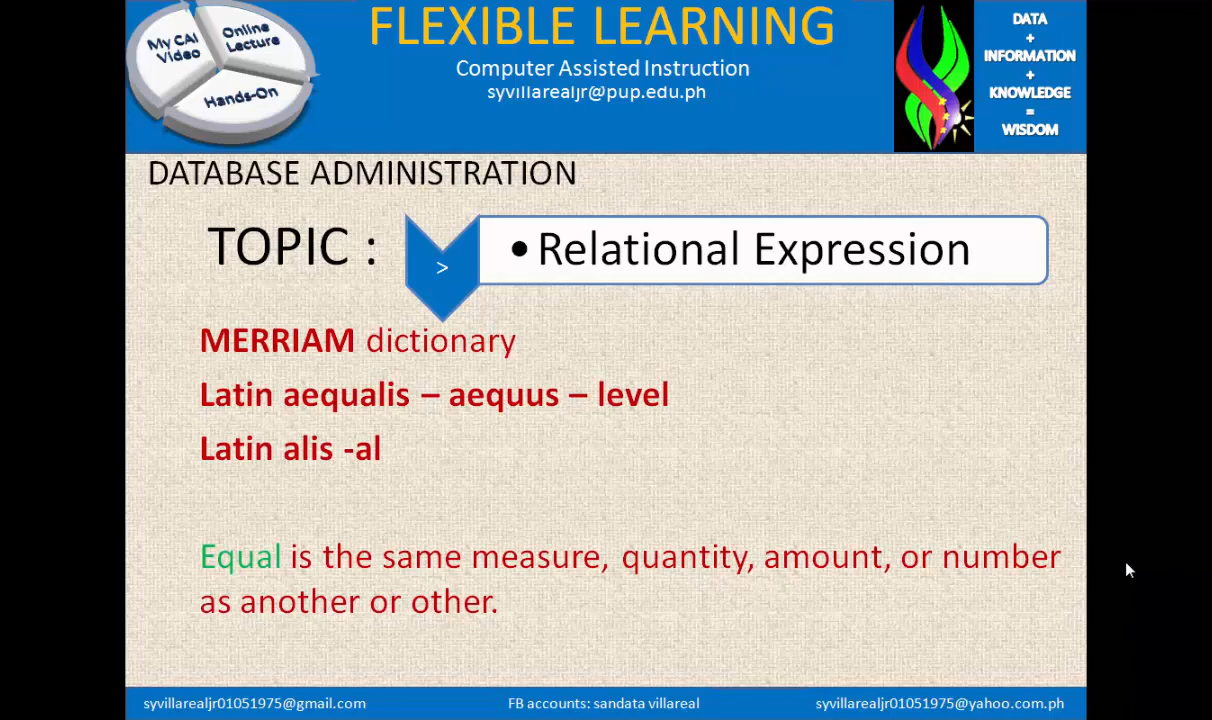 My CAI
Video
Online
Lecture
Hands-On
FLEXIBLE LEARNING
Computer Assisted Instruction
syvillarealjr@pup.edu.ph
DATA
+
INFORMATION
+
KNOWLEDGE
=
WISDOM
DATABASE ADMINISTRATION
TOPIC :
>
•Relational Expression
MERRIAM dictionary
Latin aequalis – aequus – level
Latin alis -al
Equal is the same measure, quantity, amount, or number
as another or other.
syvillarealjr01051975@gmail.com
FB accounts: sandata villareal
syvillarealjr01051975@yahoo.com.ph